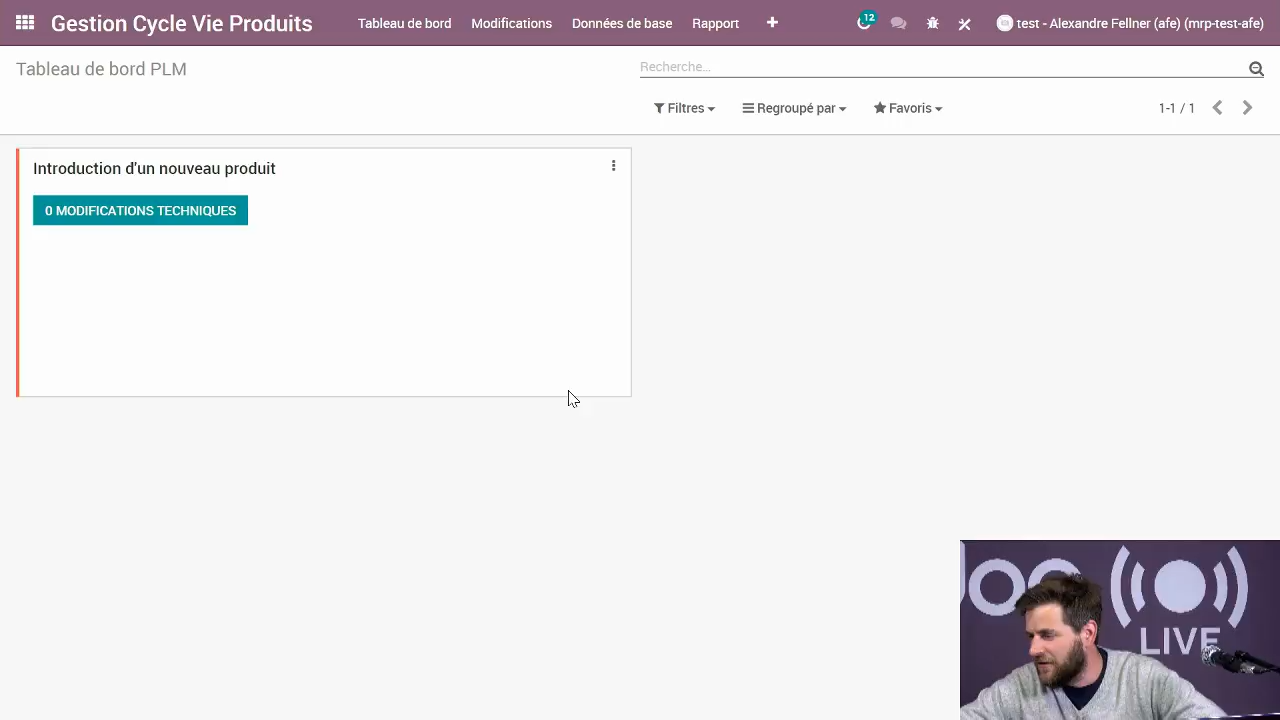 Gestion Cycle Vie Produits
Tableau de bord
Modifications
Données de base
Rapport
12
test - Alexandre Fellner (afe) (mrp-test-afe)
Tableau de bord PLM
Recherche...
Filtres
Regroupé par
Favoris
1-1 / 1
Introduction d'un nouveau produit
0 MODIFICATIONS TECHNIQUES
LIVE